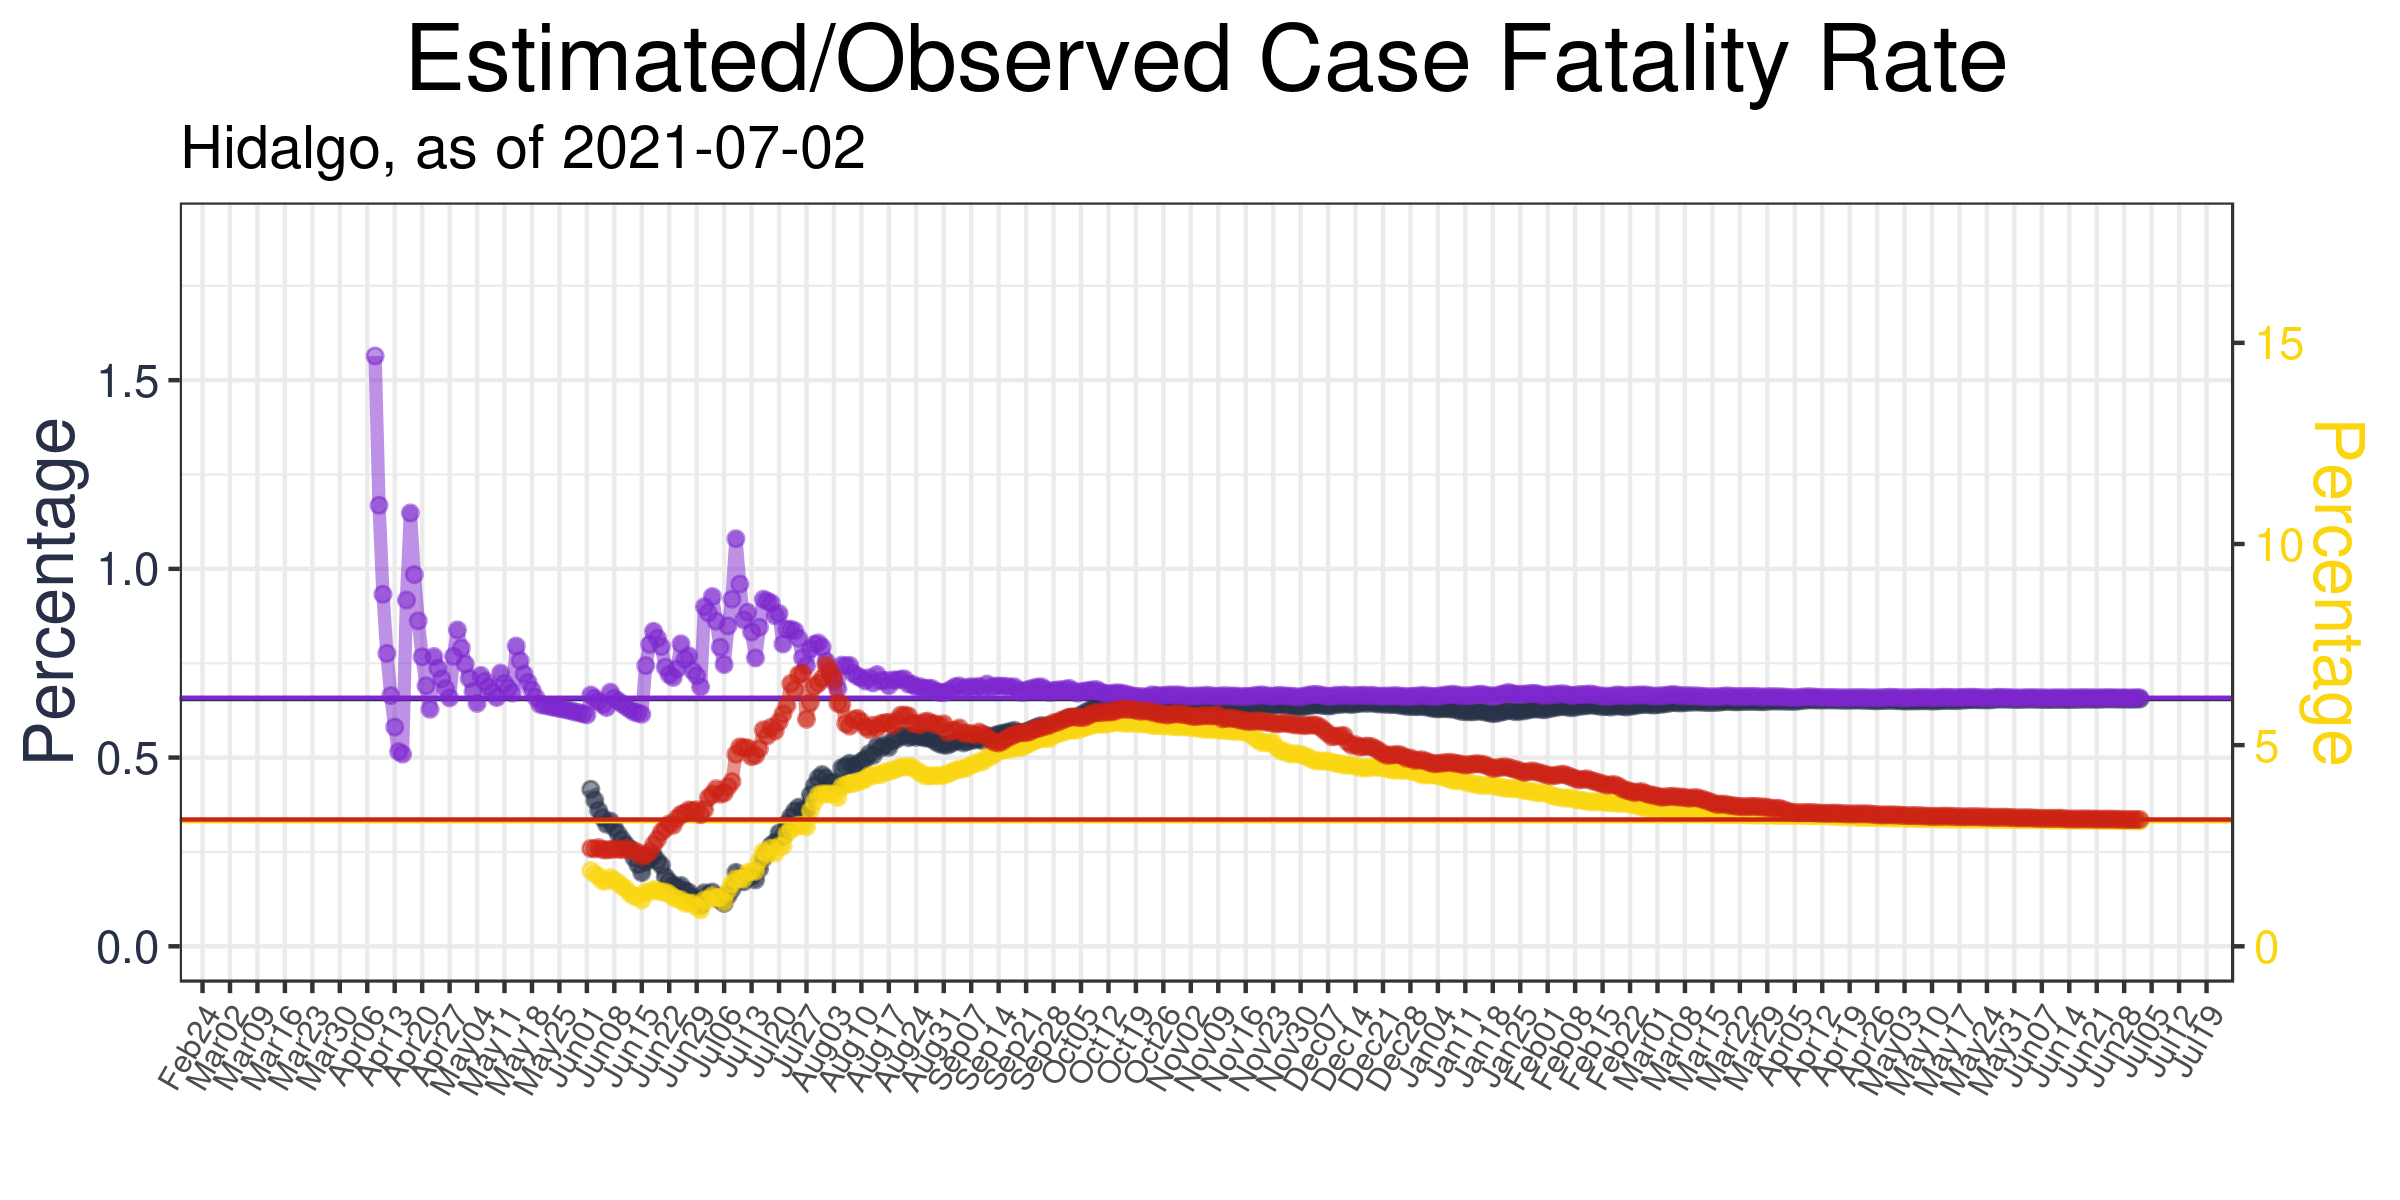 Estimated/Observed Case Fatality Rate
Hidalgo, as of 2021-07-02
Percentage
1.5
1.0
0.5
0.0
15
10
5
0
Percentage
Feb24
Mar02
Mar09
Mar16
Mar23
Mar30
Apr06
Apr13
Apr20
Apr27
May04
May11
May18
May25
Jun01
Jun08
Jun15
Jun22
Jun29
Jul06
Jul13
Jul20
Jul27
Aug03
Aug10
Aug17
Aug24
Aug31
Sep07
Sep14
Sep21
Sep28
Oct05
Oct12
Oct19
Oct26
Nov02
Nov09
Nov16
Nov23
Nov30
Dec07
Dec14
Dec21
Dec28
Jan04
Jan11
Jan18
Jan25
Feb01
Feb08
Feb15
Feb22
Mar01
Mar08
Mar15
Mar22
Mar29
Apr05
Apr12
Apr19
Apr26
May03
May10
May17
May24
May31
Jun07
Jun14
Jun21
Jun28
Jul05
Jul12
Jul19